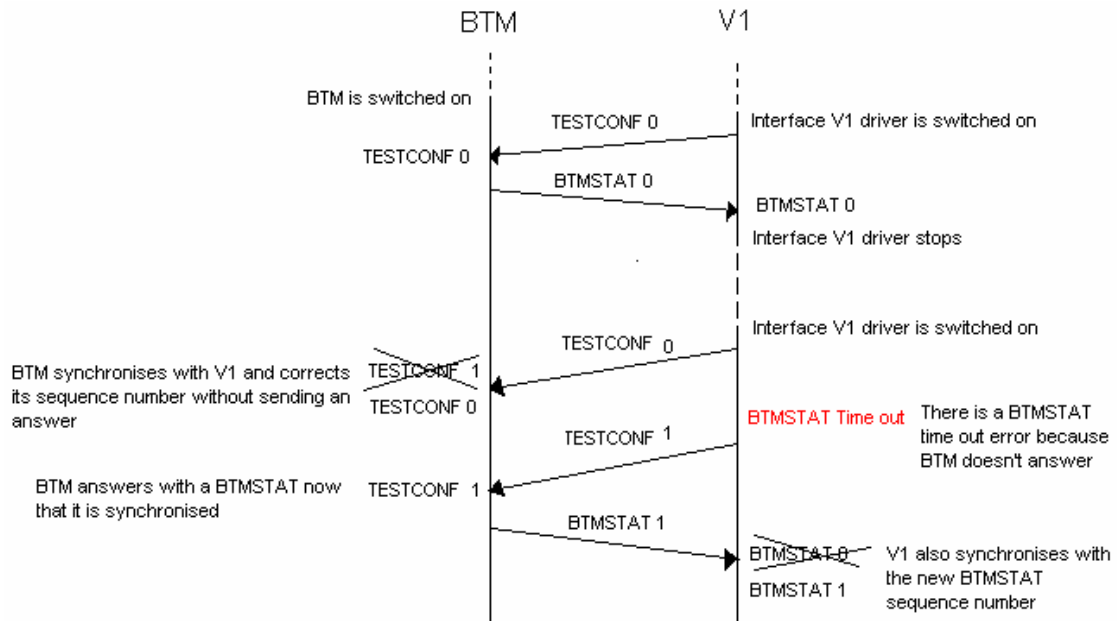 BTM V1
BTM is switched on
TESTCONF 0 Interface V1 driver is switched on
TESTCONF 0
BTMSTAT 0
BTMSTAT 0
Interface V1 driver stops
Interface V1 driver is switched on
TESTCONF 0
BTM synchronises with V1 and corrects
its sequence number without sending an
answer
TESTCONF 1
TESTCONF 0
BTMSTAT Time out
There is a BTMSTAT
time out error because
BTM doesn't answer
TESTCONF 1
BTM answers with a BTMSTAT now
that it is synchronised
TESTCONF 1
BTMSTAT 1
BTMSTAT 0
BTMSTAT 1
V1 also synchronises with
the new BTMSTAT
sequence number